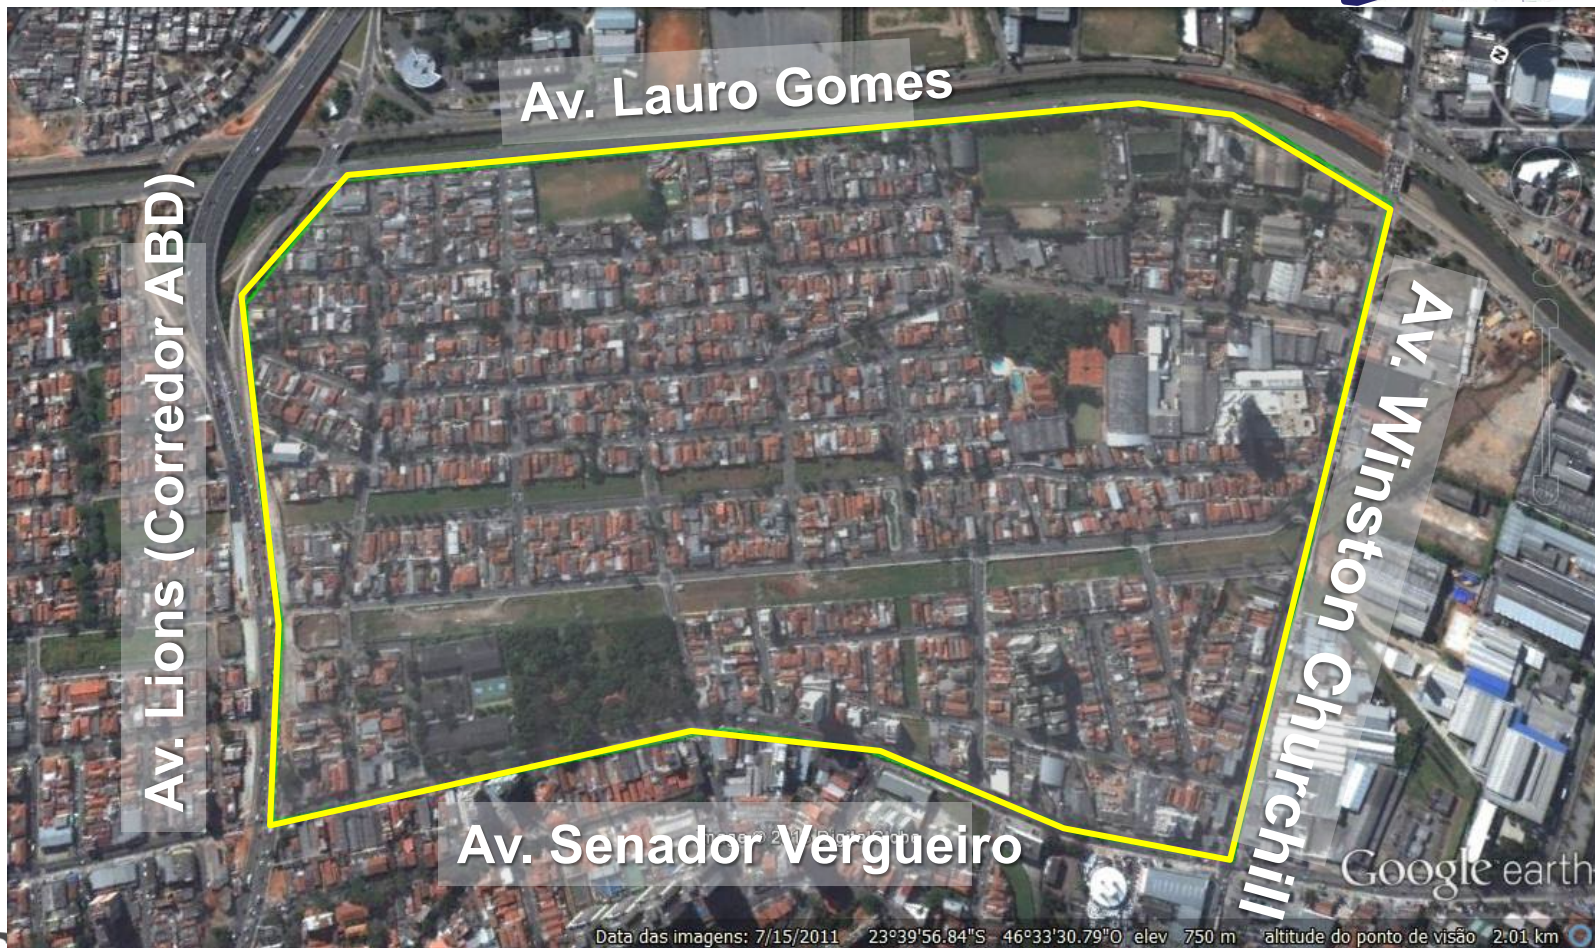 Av. Lauro Gomes
Av. Lions (Corredor ABD)
Av. Winston Churchill
Av. Senador Vergueiro
Google earth
Data das imagens: 7/15/2011 23°39'56.84"S 46°33'30.79"O elev 750 m altitude do ponto de visão 2.01 km